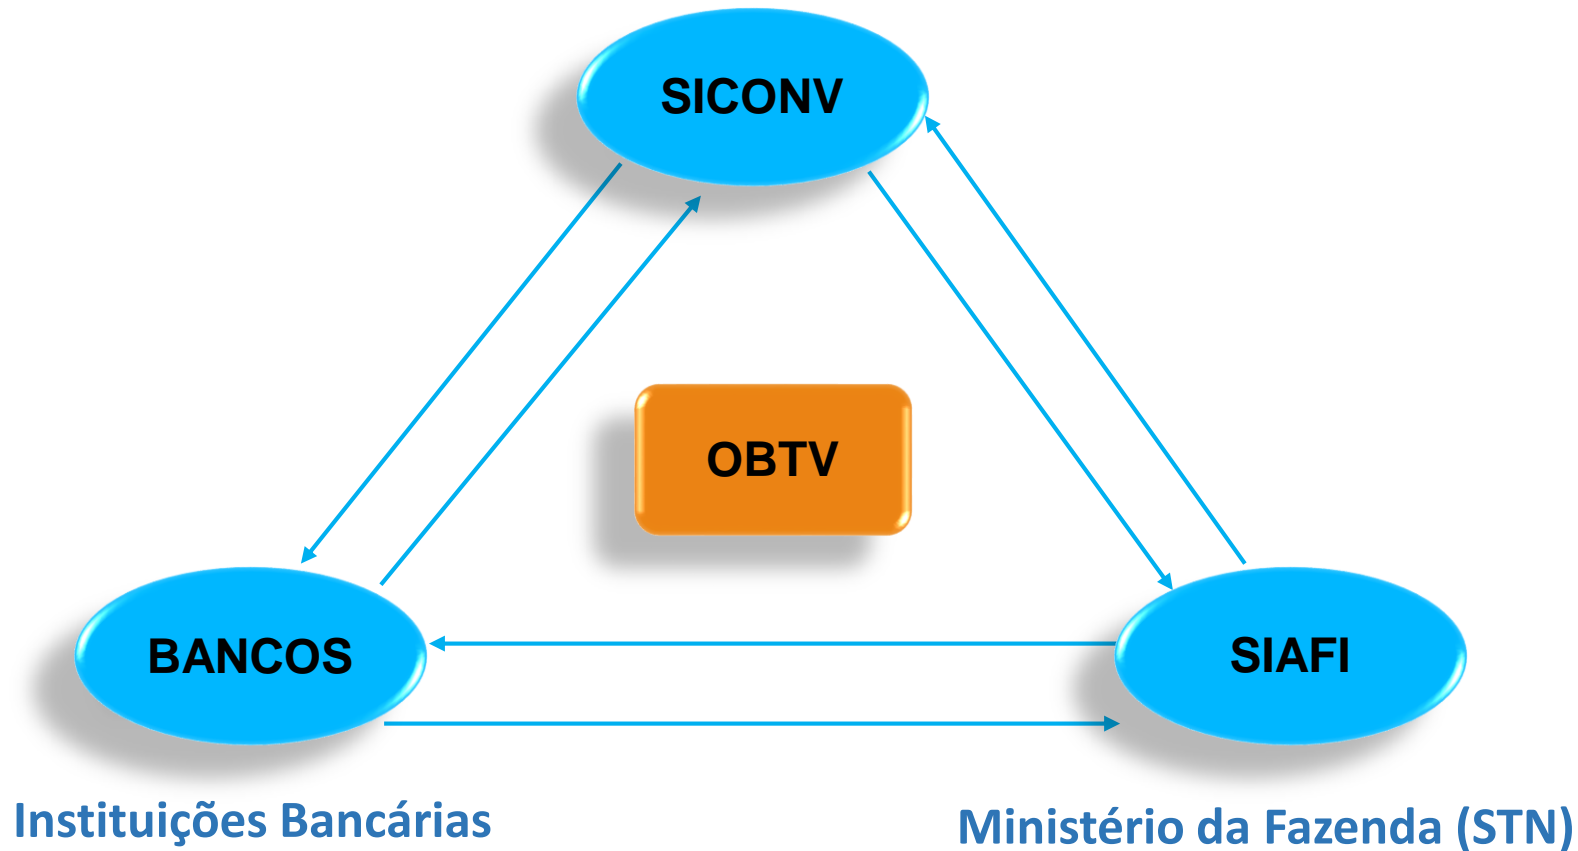 SICONV
OBTV
BANCOS
SIAFI
Instituições Bancárias
Ministério da Fazenda (STN)